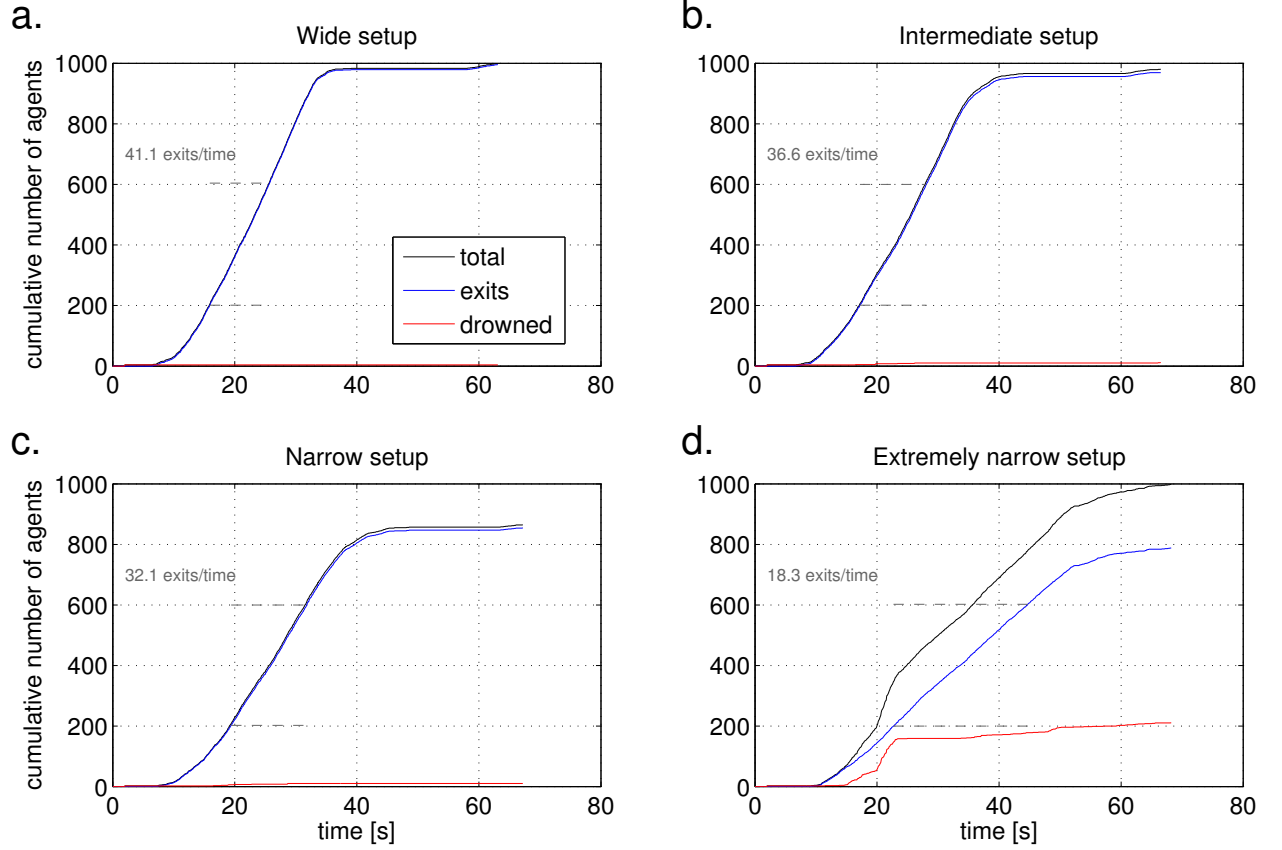 a.
Wide setup
cumulative number of agents
1000
800
600
400
200
0
0 20 40 60 80
41.1 exits/time
total
exits
drowned
b.
Intermediate setup
1000
800
600
400
200
0
0 20 40 60 80
36.6 exits/time
c.
Narrow setup
cumulative number of agents
1000
800
600
400
200
0
0 20 40 60 80
time [s]
32.1 exits/time
d.
Extremely narrow setup
1000
800
600
400
200
0
0 20 40 60 80
time [s]
18.3 exits/time